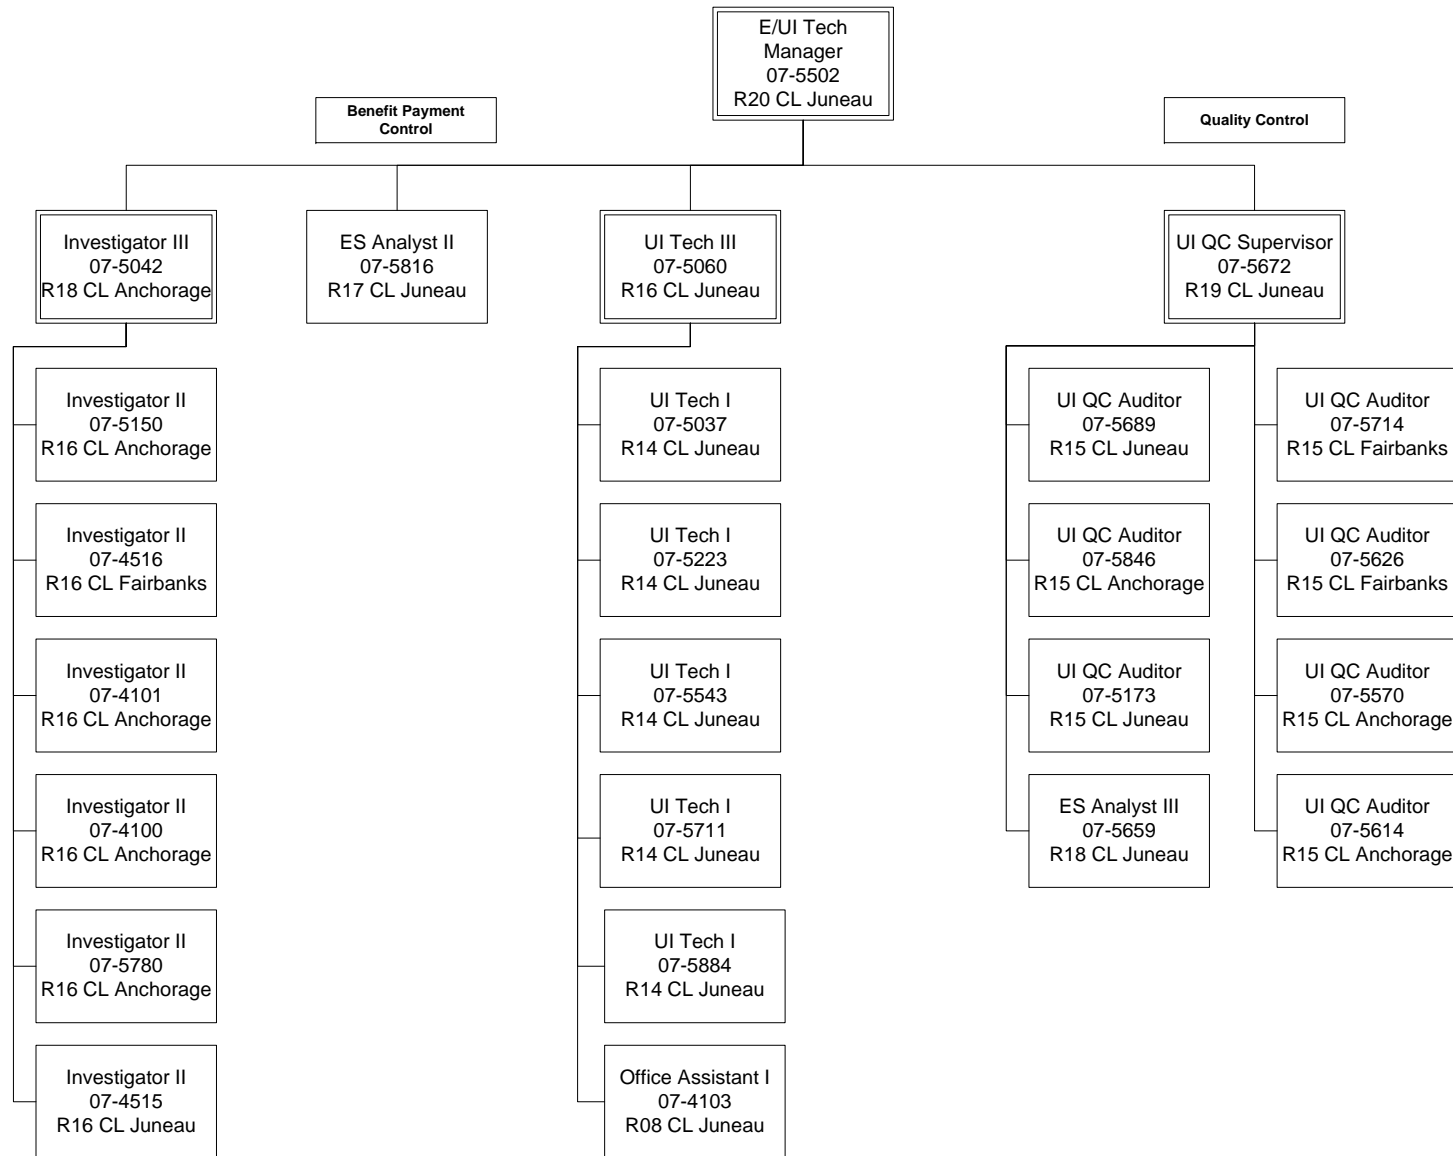 E/UI Tech
Manager
07-5502
R20 CL Juneau
Benefit Payment
Control
Quality Control
Investigator III
07-5042
R18 CL Anchorage
ES Analyst II
07-5816
R17 CL Juneau
UI Tech III
07-5060
R16 CL Juneau
UI QC Supervisor
07-5672
R19 CL Juneau
Investigator II
07-5150
R16 CL Anchorage
UI Tech I
07-5037
R14 CL Juneau
UI QC Auditor
07-5689
R15 CL Juneau
UI QC Auditor
07-5714
R15 CL Fairbanks
Investigator II
07-4516
R16 CL Fairbanks
UI Tech I
07-5223
R14 CL Juneau
UI QC Auditor
07-5846
R15 CL Anchorage
UI QC Auditor
07-5626
R15 CL Fairbanks
Investigator II
07-4101
R16 CL Anchorage
UI Tech I
07-5543
R14 CL Juneau
UI QC Auditor
07-5173
R15 CL Juneau
UI QC Auditor
07-5570
R15 CL Anchorage
Investigator II
07-4100
R16 CL Anchorage
UI Tech I
07-5711
R14 CL Juneau
ES Analyst III
07-5659
R18 CL Juneau
UI QC Auditor
07-5614
R15 CL Anchorage
Investigator II
07-5780
R16 CL Anchorage
UI Tech I
07-5884
R14 CL Juneau
Investigator II
07-4515
R16 CL Juneau
Office Assistant I
07-4103
R08 CL Juneau